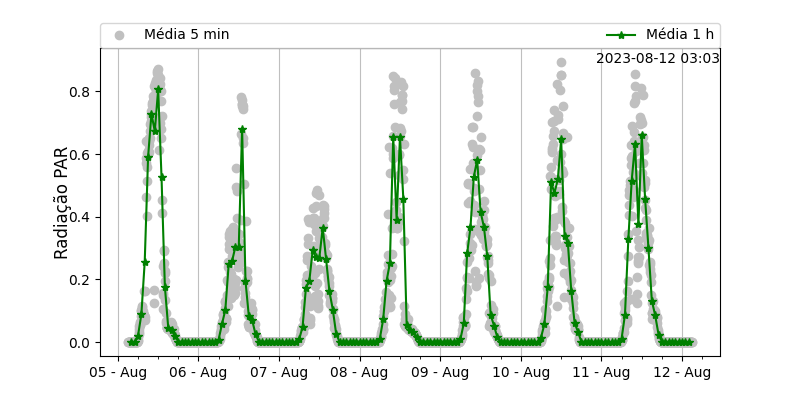 Média 5 min
Média 1 h
2023-08-12 03:03
Radiação PAR
0.8
0.6
0.4
0.2
0.0
05 - Aug
06 - Aug
07 - Aug
08 - Aug
09 - Aug
10 - Aug
11 - Aug
12 - Aug